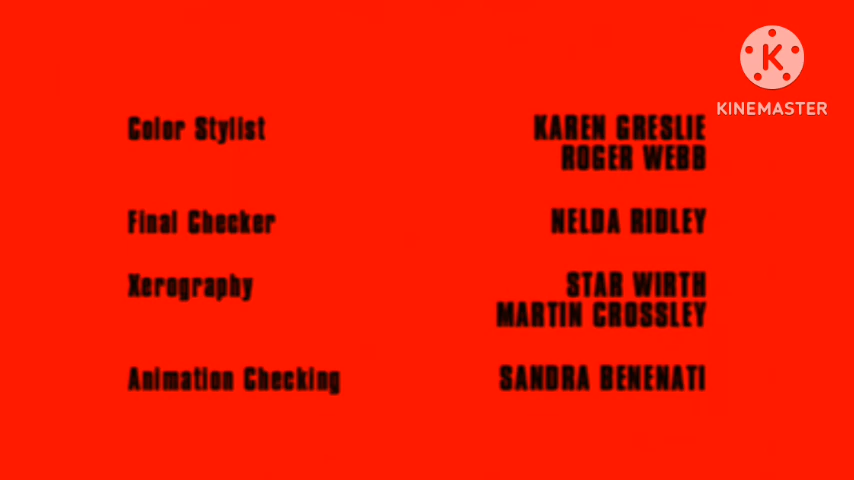 KINEMASTER
Color Stylist KAREN GRESLIE
ROGER WEBB
Final Checker NELDA RIDLEY
Xerography STAR WIRTH
MARTIN CROSSLEY
Animation Checking SANDRA BENENATI